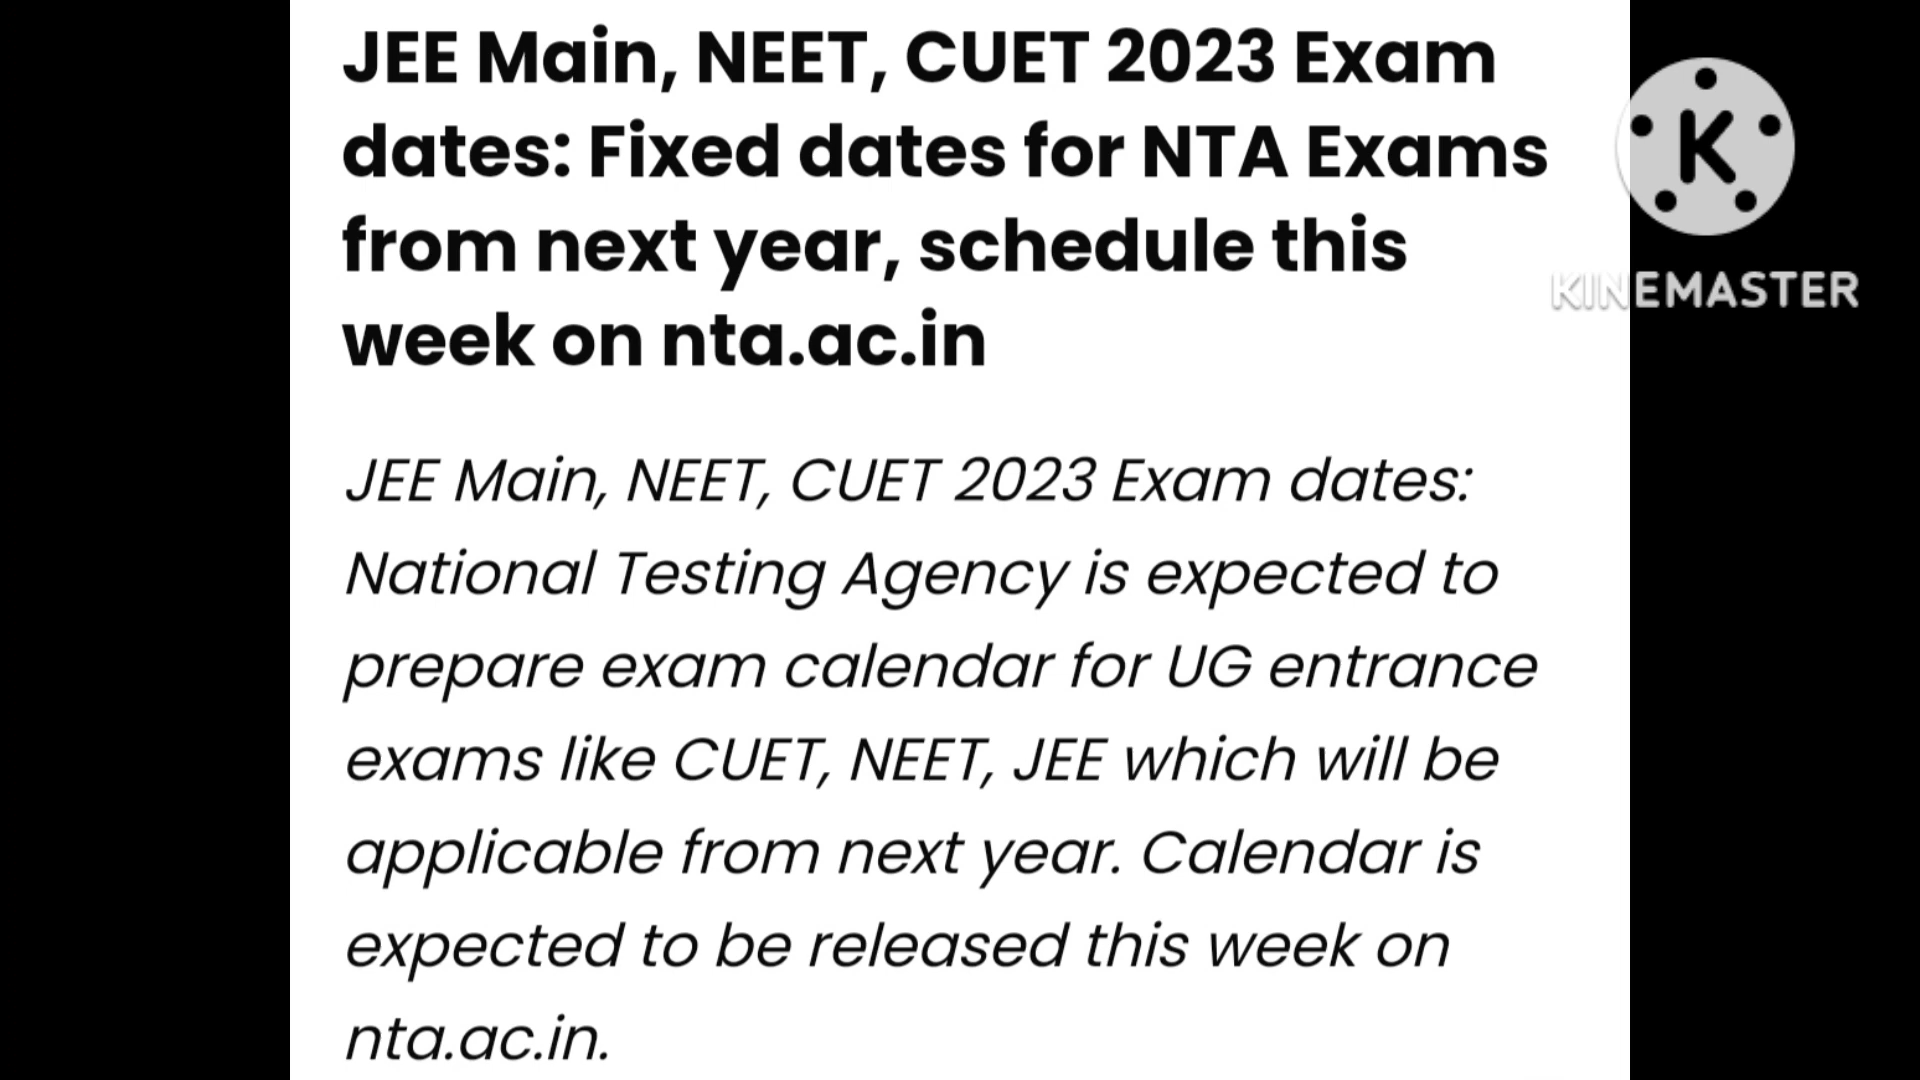 JEE Main, NEET, CUET 2023 Exam
dates: Fixed dates for NTA Exams
from next year, schedule this
week on nta.ac.in
JEE Main, NEET, CUET 2023 Exam dates:
National Testing Agency is expected to
prepare exam calendar for UG entrance
exams like CUET, NEET, JEE which will be
applicable from next year. Calendar is
expected to be released this week on
nta.ac.in.
K
KINEMASTER